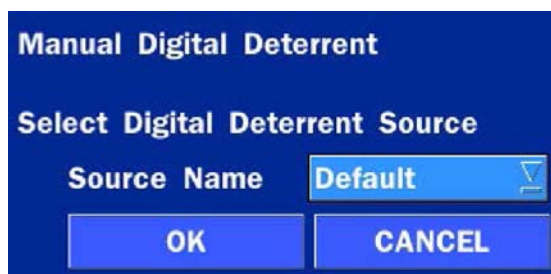 Manual Digital Deterrent
Select Digital Deterrent Source
Source Name Default
OK CANCEL